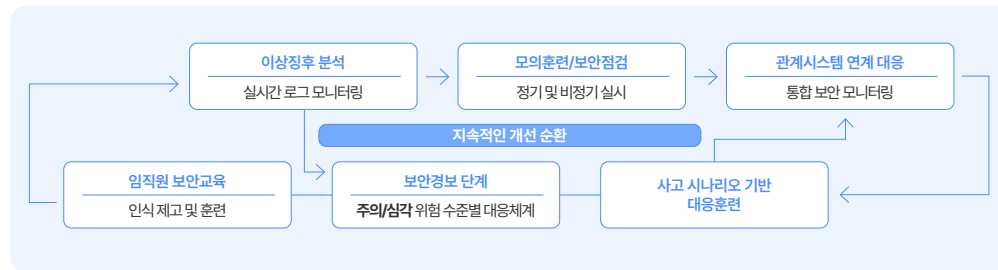 이상징후 분석
실시간 로그 모니터링
모의훈련/보안점검
정기 및 비정기 실시
관계시스템 연계 대응
통합 보안 모니터링
지속적인 개선 순환
임직원 보안교육
인식 제고 및 훈련
보안경보 단계
주의/심각 위험 수준별 대응체계
사고 시나리오 기반
대응훈련